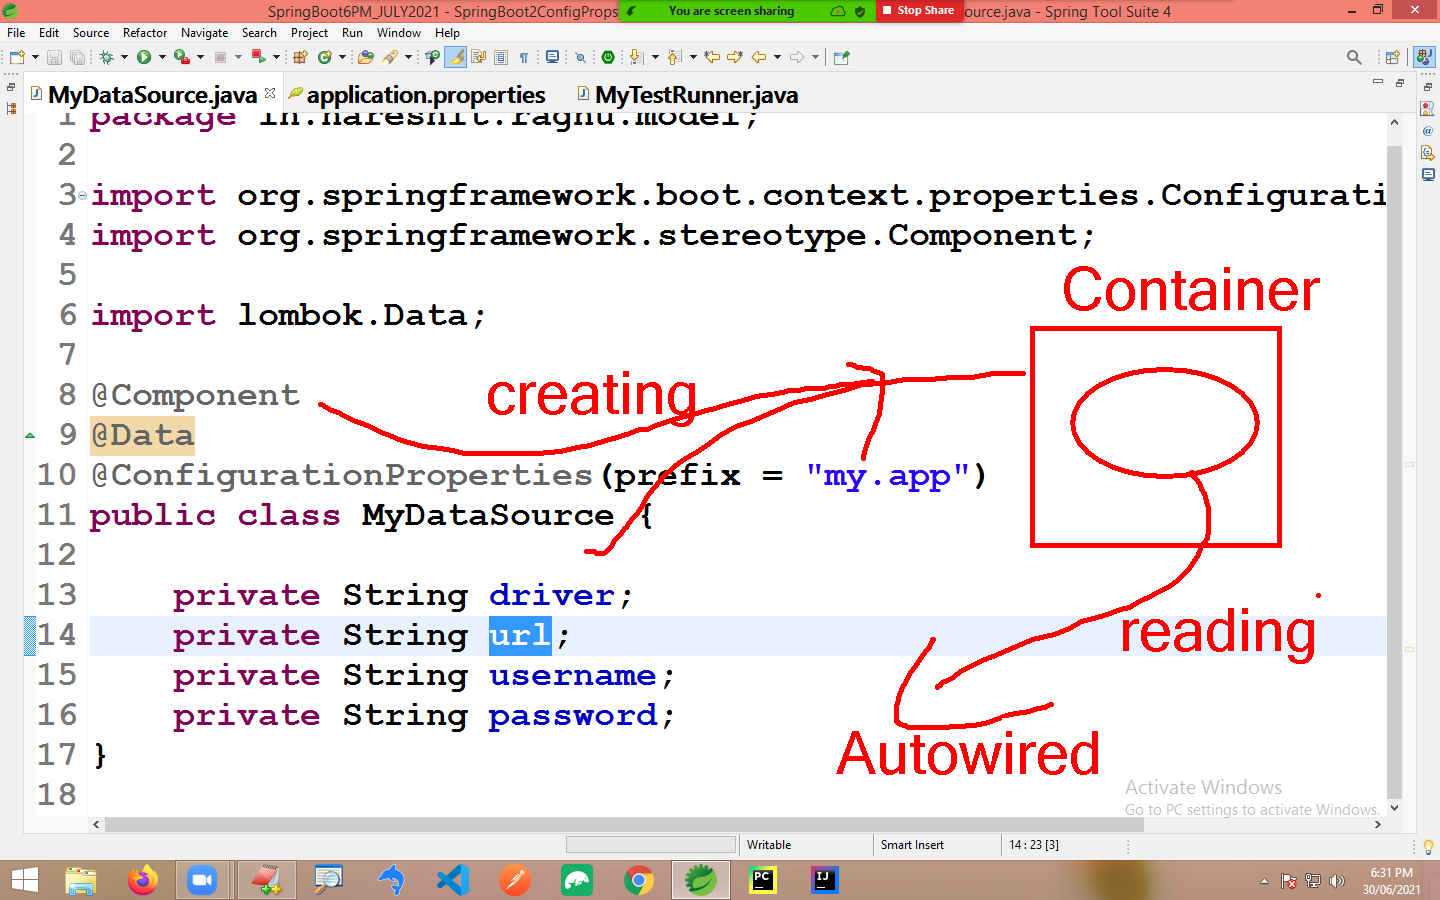 SpringBoot6PM_JULY2021 - SpringBoot2ConfigProps
You are screen sharing
Stop Share
ource.java - Spring Tool Suite 4
File Edit Source Refactor Navigate Search Project Run Window Help
MyDataSource.java application.properties MyTestRunner.java
1 package in.nareshit.raghu.model;
2
3 import org.springframework.boot.context.properties.Configurati
4 import org.springframework.stereotype.Component;
5
Container
6 import lombok.Data;
7
8 @Component
creating
9 @Data
10 @ConfigurationProperties(prefix = "my.app")
11 public class MyDataSource {
12
13 private String driver;
14 private String url;
reading
15 private String username;
16 private String password;
17 }
Autowired
18
Activate Windows
Go to PC settings to activate Windows.
Writable Smart Insert 14 : 23 [3]
PC
IJ
6:31 PM
30/06/2021